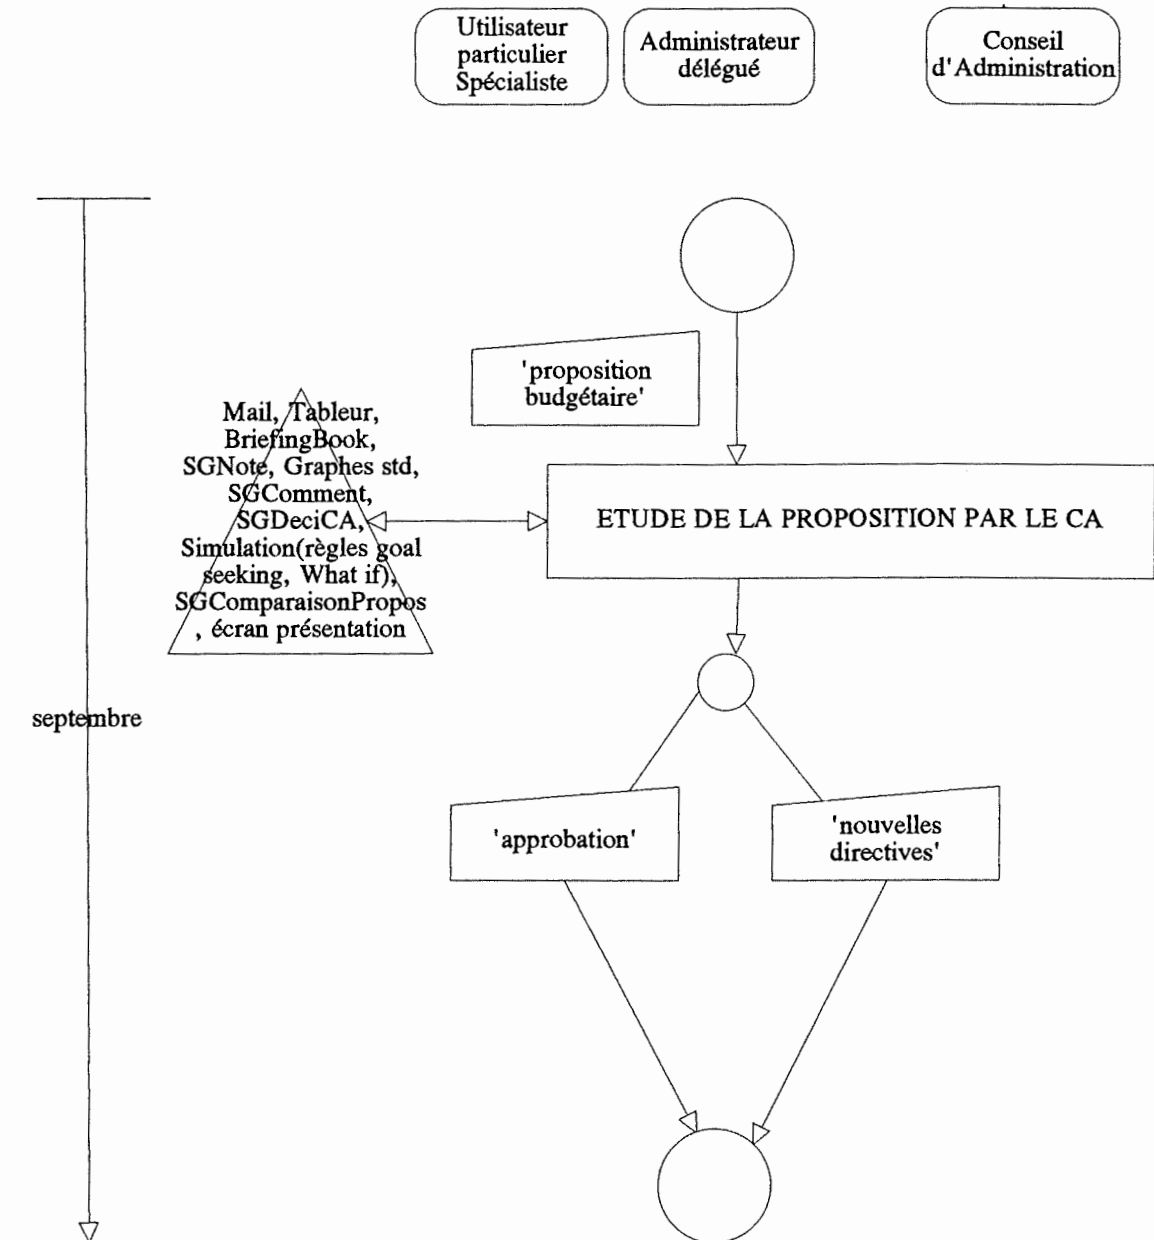 Utilisateur
particulier
Spécialiste
Administrateur
délégué
Conseil
d'Administration
'proposition
budgétaire'
Mail, Tableur,
BriefingBook,
SGNote, Graphes std,
SGComment,
SGDeciCA,
Simulation(règles goal
seeking, What if),
SGComparaisonPropos
, écran présentation
ETUDE DE LA PROPOSITION PAR LE CA
septembre
'approbation'
'nouvelles
directives'